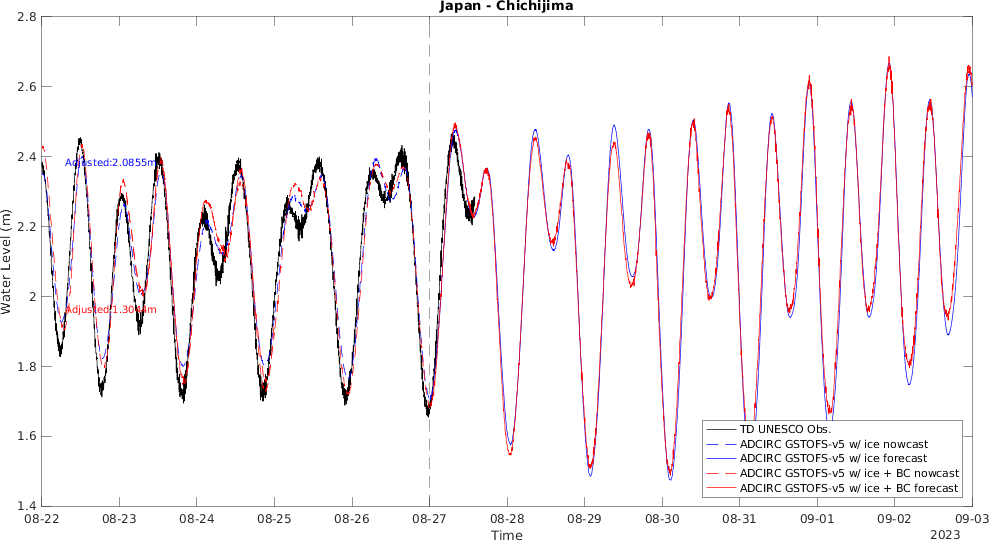 Japan - Chichijima
2.8
2.6
2.4
2.2
2
1.8
1.6
1.4
Water Level (m)
Adjusted:2.0855m
TD UNESCO Obs.
ADCIRC GSTOFS-v5 w/ ice nowcast
ADCIRC GSTOFS-v5 w/ ice forecast
ADCIRC GSTOFS-v5 w/ ice + BC nowcast
ADCIRC GSTOFS-v5 w/ ice + BC forecast
08-22 08-23 08-24 08-25 08-26 08-27 08-28 08-29 08-30 08-31 09-01 09-02 09-03
Time
2023